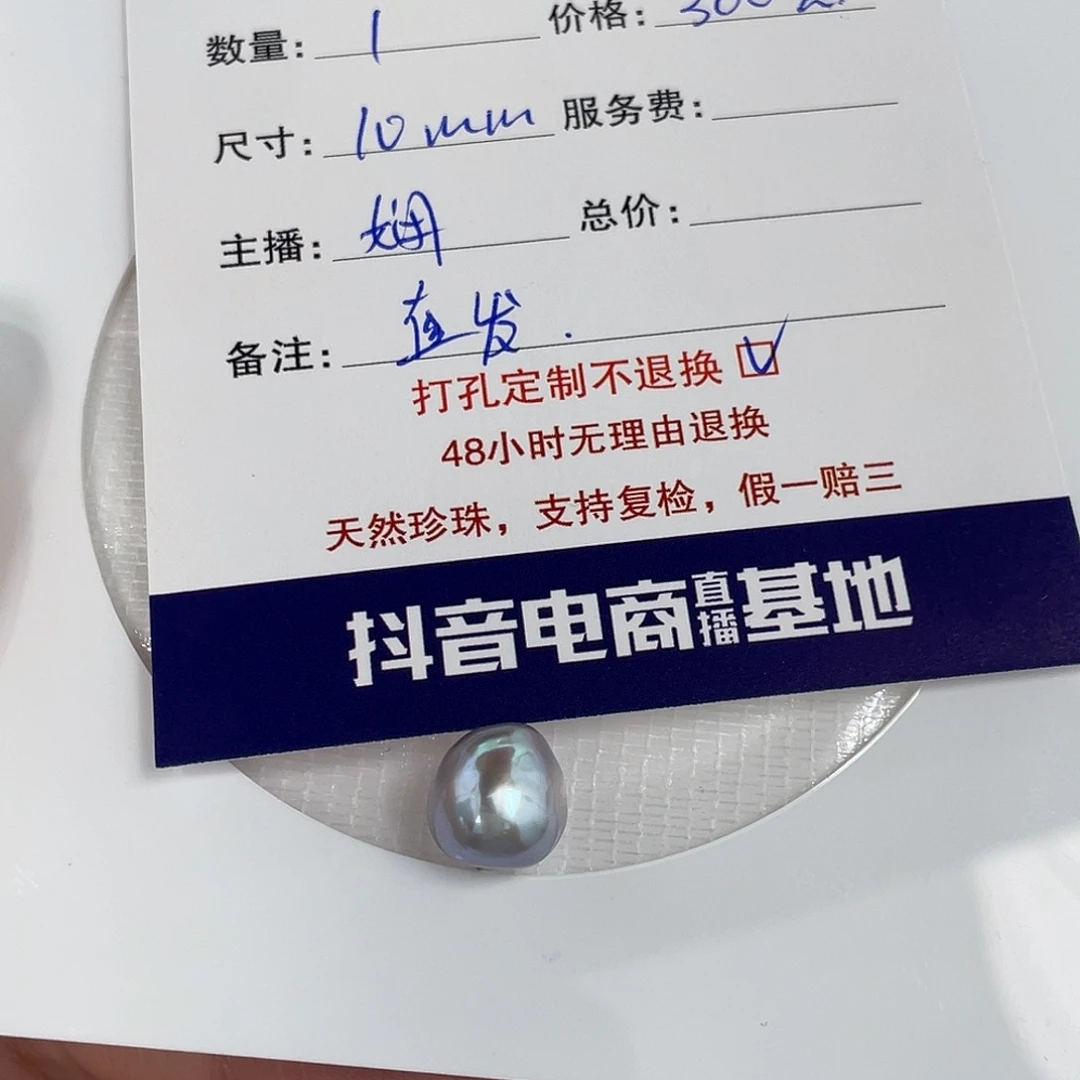 数量: 1 价格: 300
尺寸: 10mm 服务费:
主播: 娴 总价:
备注: 直发.
打孔定制不退换
48小时无理由退换
天然珍珠，支持复检，假一赔三
抖音电商直播基地